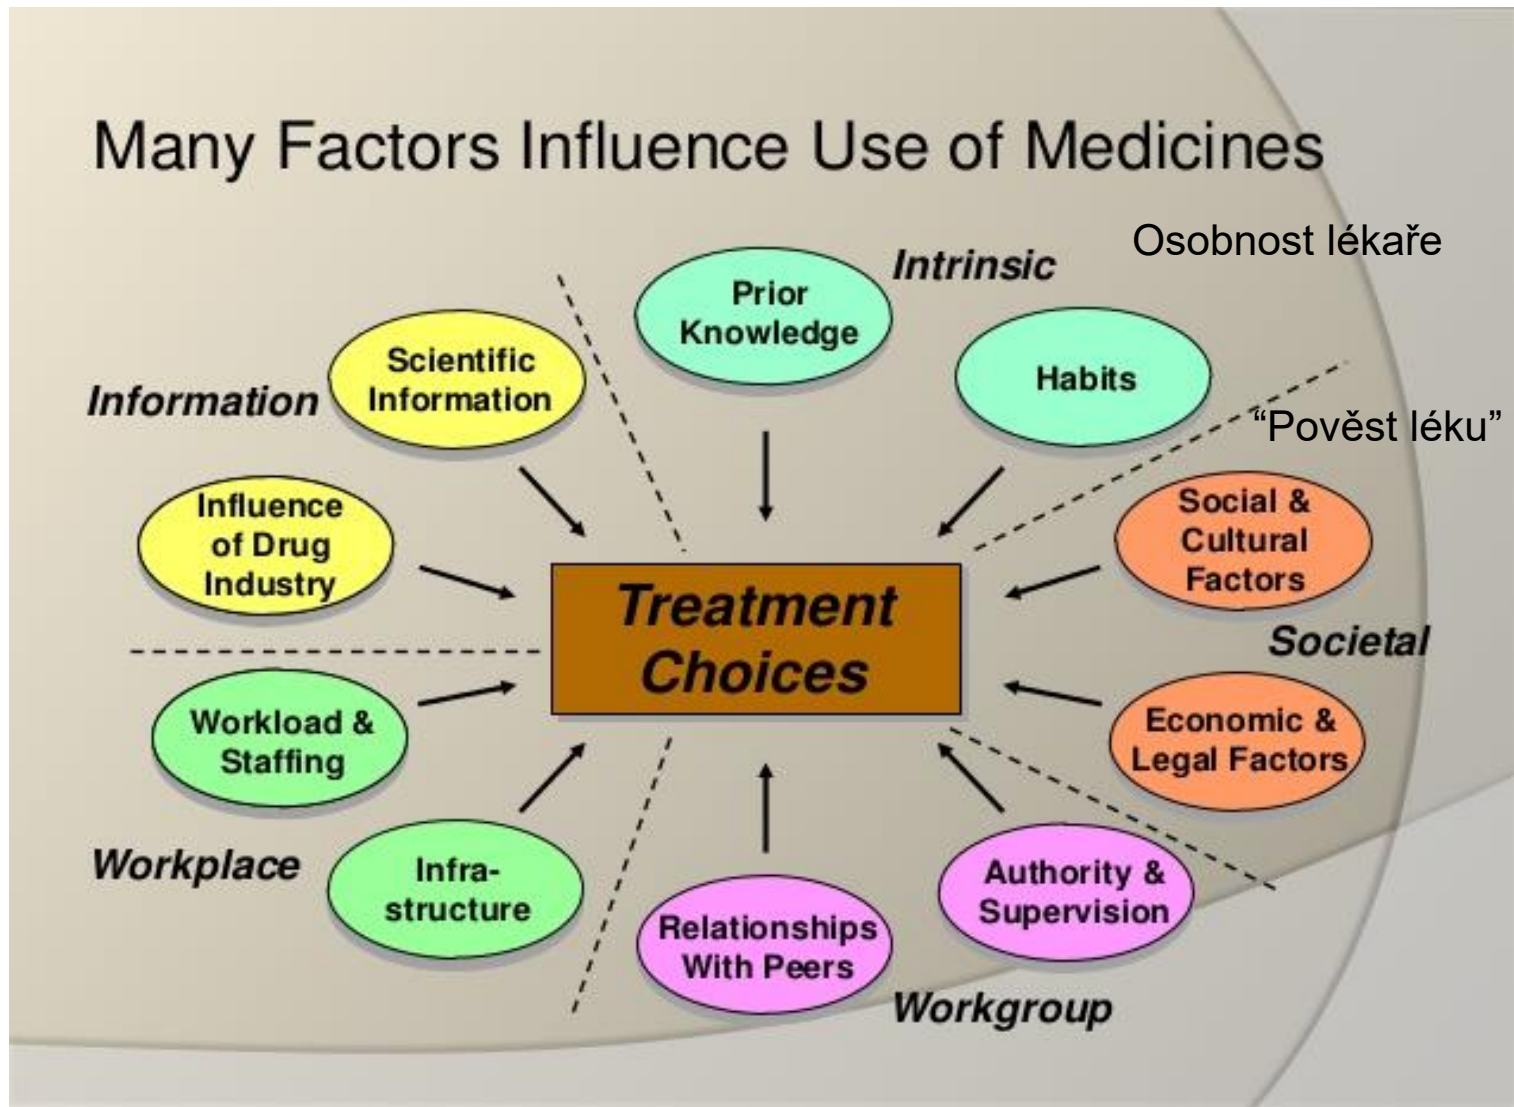 Many Factors Influence Use of Medicines
Osobnost lékaře
Intrinsic
Prior
Knowledge
Habits
Scientific
Information
Information
“Pověst léku”
Influence
of Drug
Industry
Social &
Cultural
Factors
Treatment
Choices
Societal
Workload &
Staffing
Economic &
Legal Factors
Workplace
Infra-
structure
Relationships
With Peers
Authority &
Supervision
Workgroup